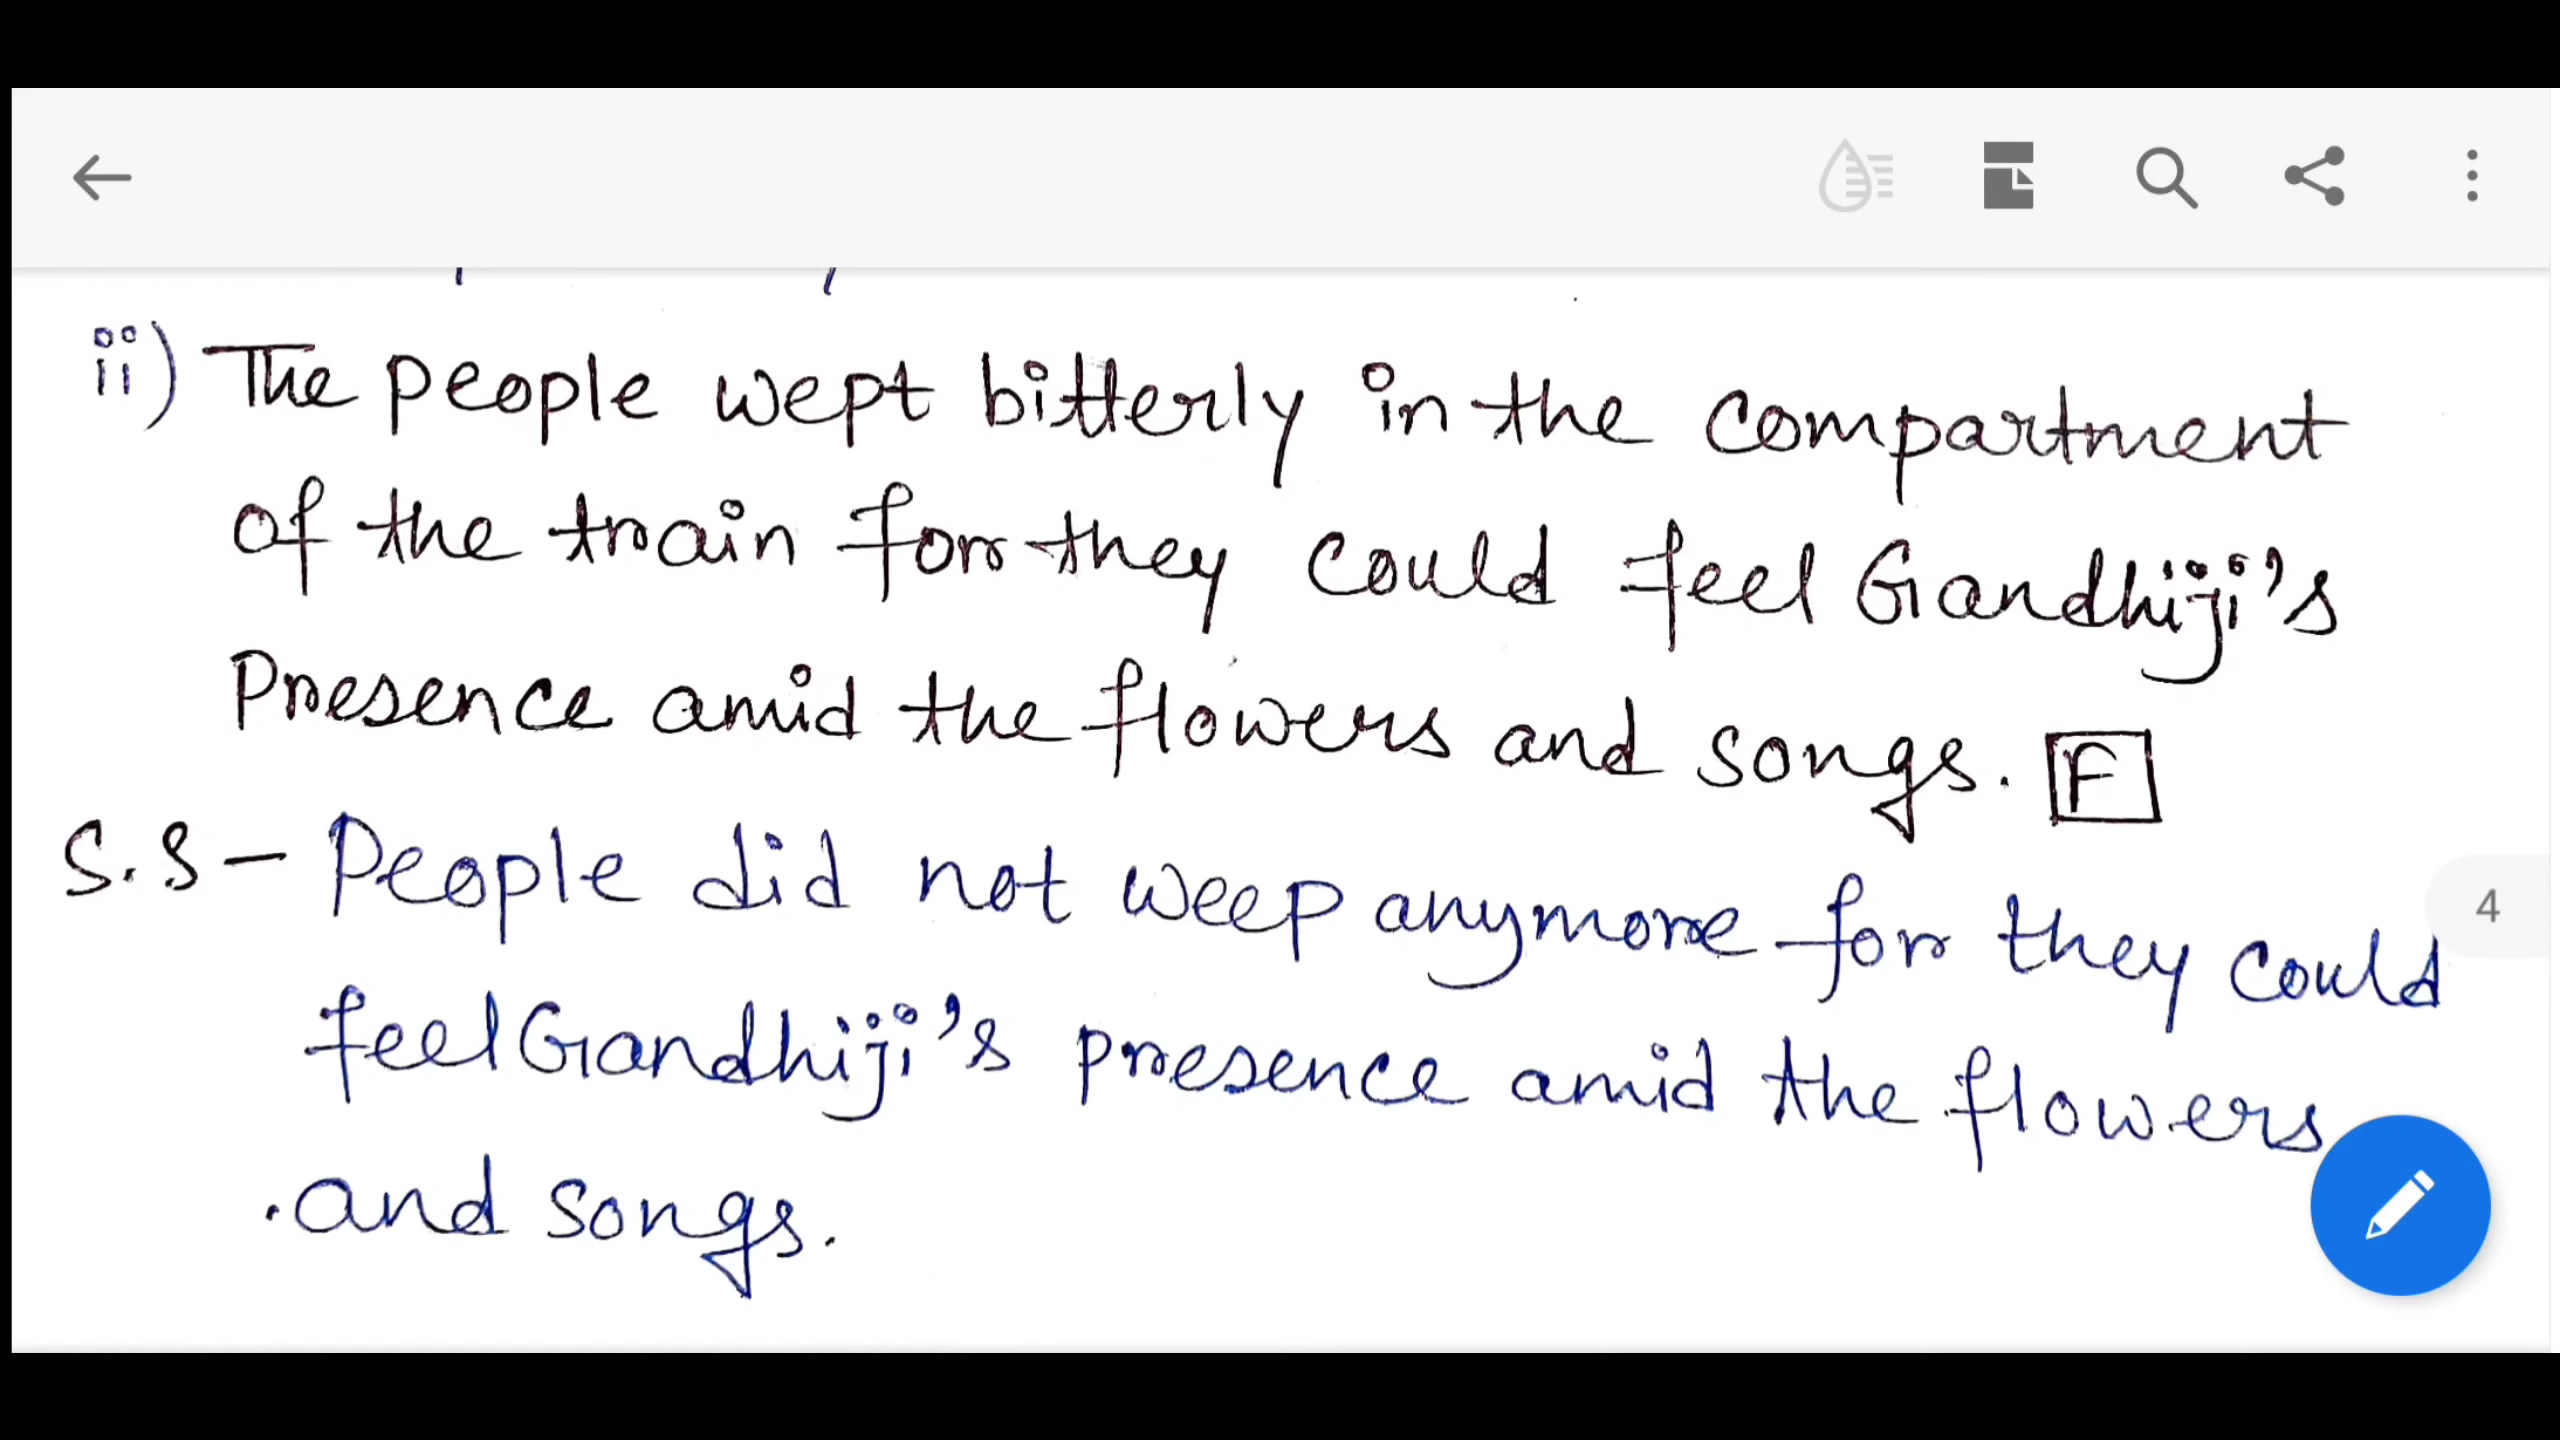 ii) The people wept bitterly in the compartment
of the train for they could feel Gandhiji's
Presence amid the flowers and songs. F
S.S - People did not weep anymore for they could
feel Gandhiji's presence amid the flowers
and songs.
4